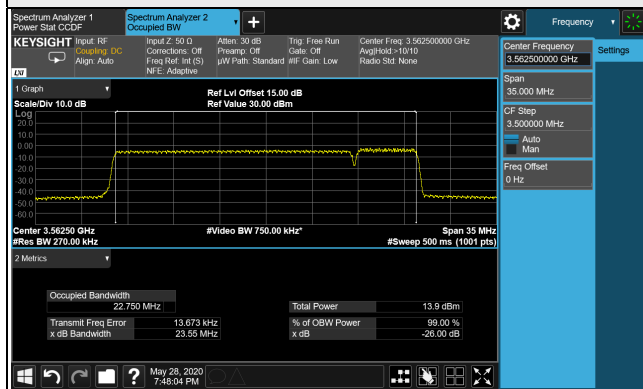 Spectrum Analyzer 1
Power Stat CCDF
Spectrum Analyzer 2
Occupied BW
Frequency
KEYSIGHT
Input: RF
Coupling: DC
Align: Auto
Input Z: 50 Ω
Corrections: Off
Freq Ref: Int (S)
NFE: Adaptive
Atten: 30 dB
Preamp: Off
µW Path: Standard
Trig: Free Run
Gate: Off
#IF Gain: Low
Center Freq: 3.562500000 GHz
Avg|Hold:>10/10
Radio Std: None
LXI
Center Frequency
3.562500000 GHz
Settings
Span
35.000 MHz
CF Step
3.500000 MHz
Auto
Man
Freq Offset
0 Hz
1 Graph
Scale/Div 10.0 dB
Ref Lvl Offset 15.00 dB
Ref Value 30.00 dBm
Log
20.0
10.0
0.00
-10.0
-20.0
-30.0
-40.0
-50.0
-60.0
Center 3.56250 GHz
#Res BW 270.00 kHz
#Video BW 750.00 kHz*
Span 35 MHz
#Sweep 500 ms (1001 pts)
2 Metrics
Occupied Bandwidth
22.750 MHz
Total Power 13.9 dBm
Transmit Freq Error 13.673 kHz
% of OBW Power 99.00 %
x dB Bandwidth 23.55 MHz
x dB -26.00 dB
?
May 28, 2020
7:48:04 PM